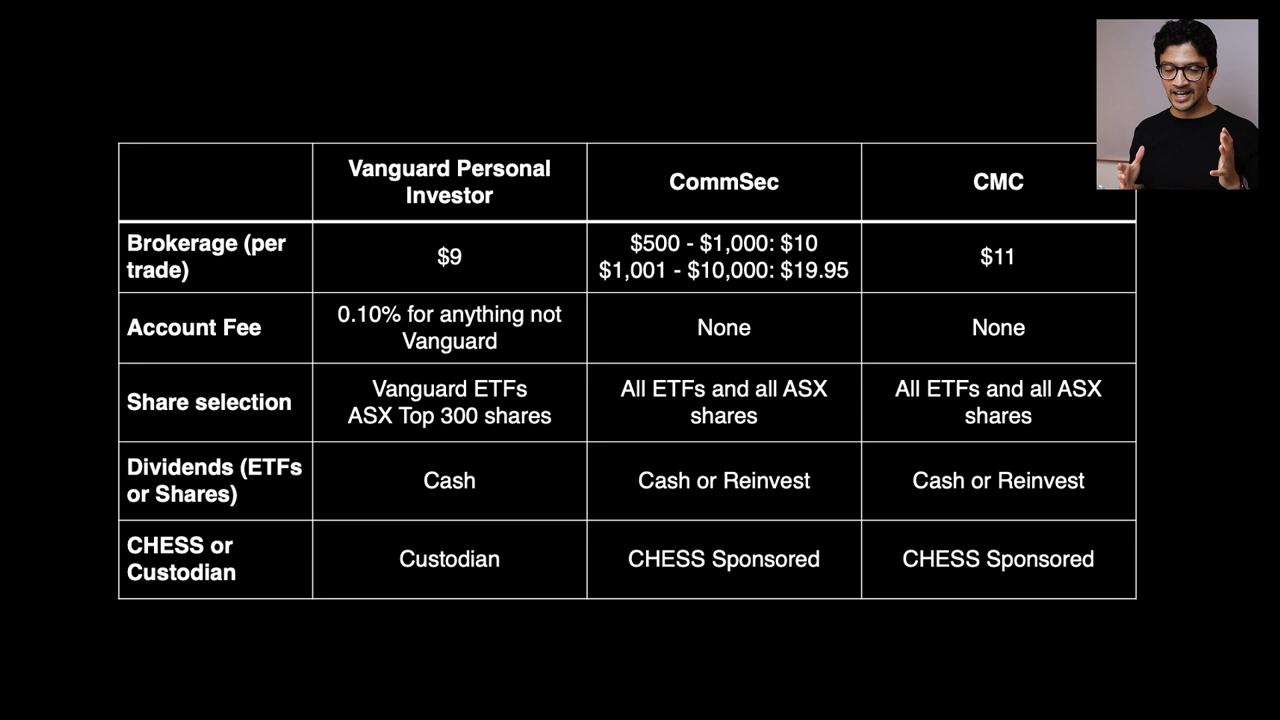 Vanguard Personal
Investor
CommSec
CMC
Brokerage (per
trade)
$9
$500 - $1,000: $10
$1,001 - $10,000: $19.95
$11
Account Fee
0.10% for anything not
Vanguard
None
None
Share selection
Vanguard ETFs
ASX Top 300 shares
All ETFs and all ASX
shares
All ETFs and all ASX
shares
Dividends (ETFs
or Shares)
Cash
Cash or Reinvest
Cash or Reinvest
CHESS or
Custodian
Custodian
CHESS Sponsored
CHESS Sponsored